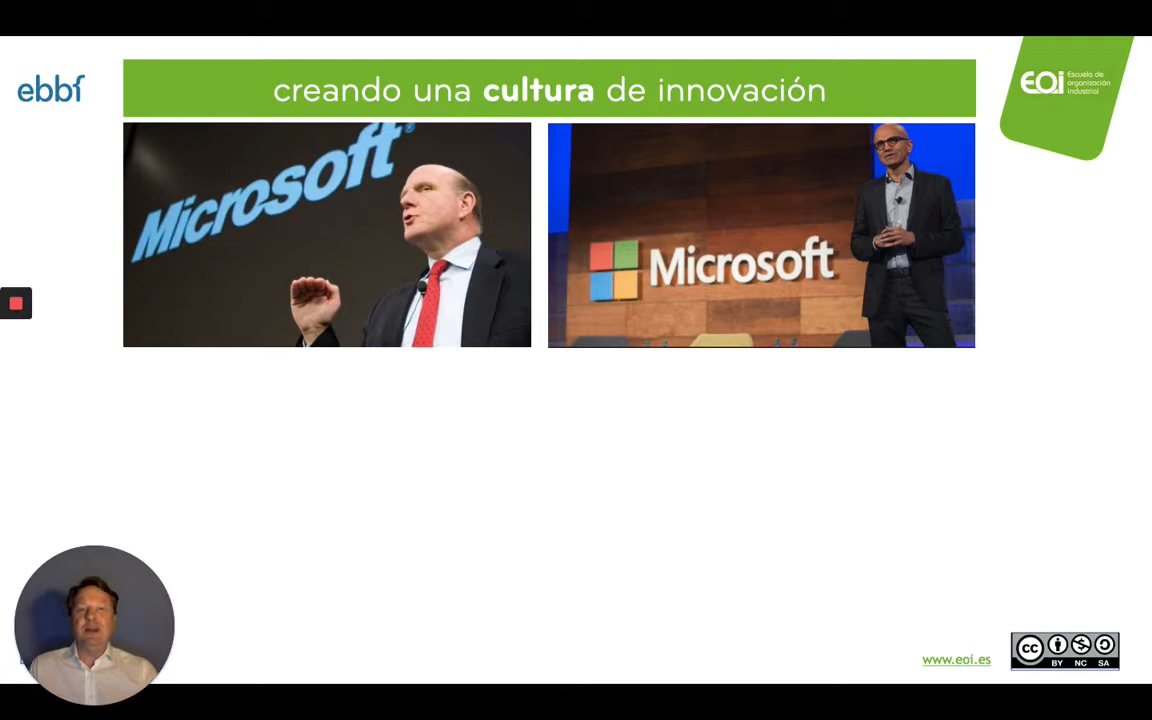 ebbf
creando una cultura de innovación
EOi Escuela de
organización
industrial
Microsoft®
Microsoft
www.eoi.es
cc
BY NC SA